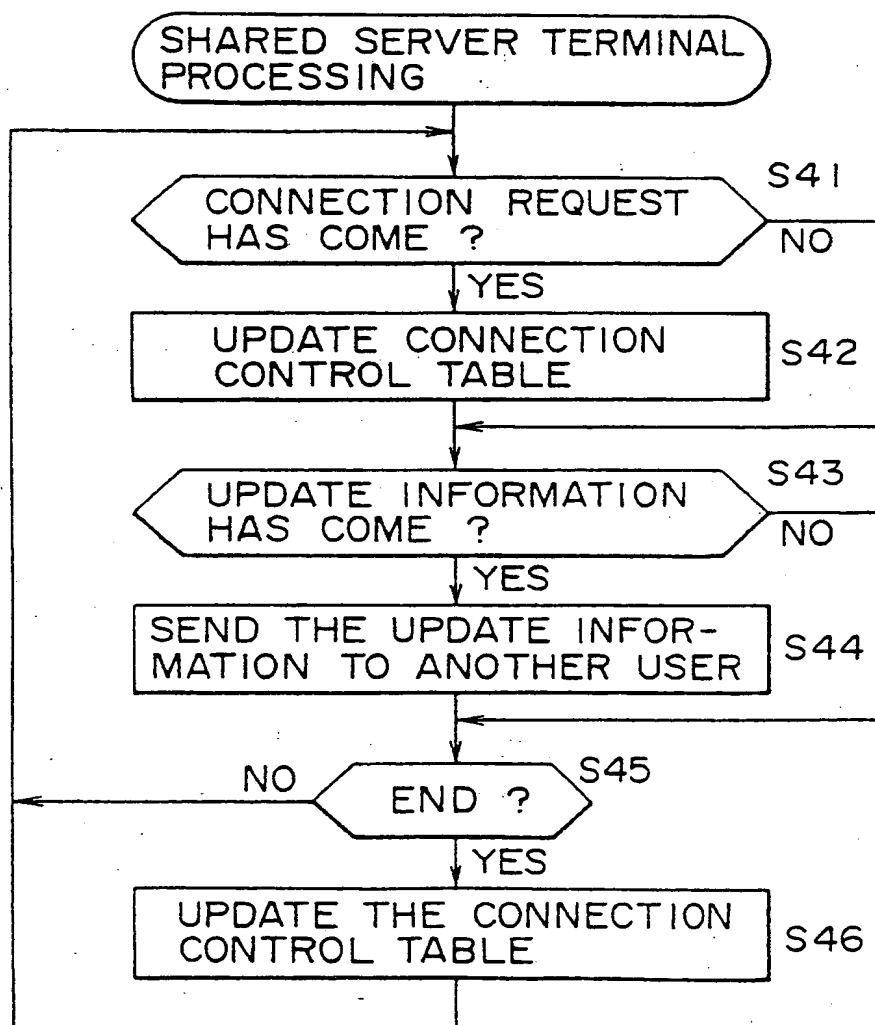 SHARED SERVER TERMINAL
PROCESSING
S41
CONNECTION REQUEST
HAS COME ?
NO
YES
UPDATE CONNECTION
CONTROL TABLE
S42
S43
UPDATE INFORMATION
HAS COME ?
NO
YES
SEND THE UPDATE INFOR-
MATION TO ANOTHER USER
S44
NO
S45
END ?
YES
UPDATE THE CONNECTION
CONTROL TABLE
S46